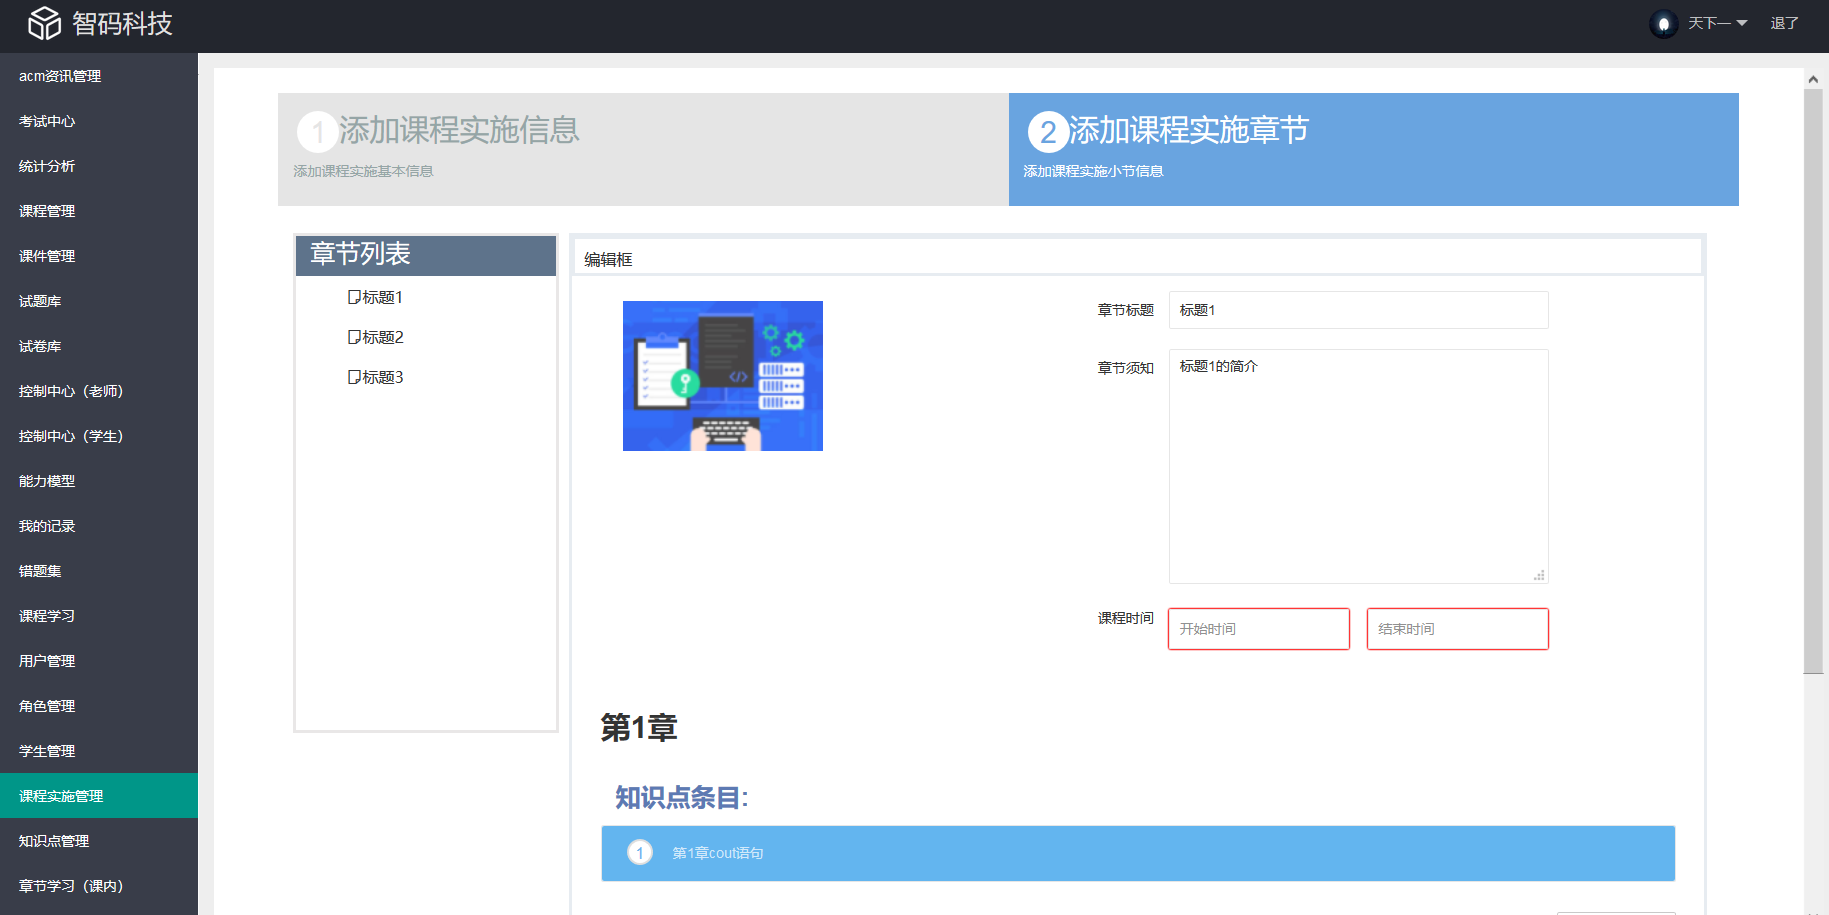 智码科技
天下一
退了
acm资讯管理
考试中心
统计分析
课程管理
课件管理
试题库
试卷库
控制中心（老师）
控制中心（学生）
能力模型
我的记录
错题集
课程学习
用户管理
角色管理
学生管理
课程实施管理
知识点管理
章节学习（课内）
1 添加课程实施信息
添加课程实施基本信息
2 添加课程实施章节
添加课程实施小节信息
章节列表
标题1
标题2
标题3
编辑框
章节标题 标题1
章节须知 标题1的简介
课程时间 开始时间 结束时间
第1章
知识点条目:
1 第1章cout语句